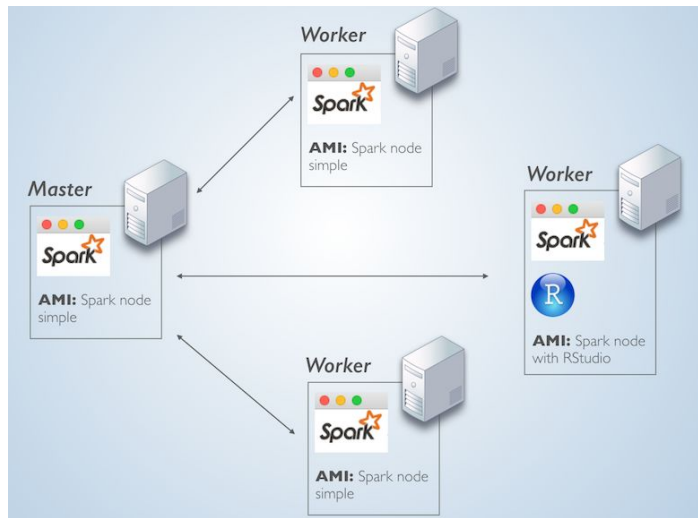 Worker
Spark
AMI: Spark node
simple
Master
Spark
AMI: Spark node
simple
Worker
Spark
R
AMI: Spark node
with RStudio
Worker
Spark
AMI: Spark node
simple